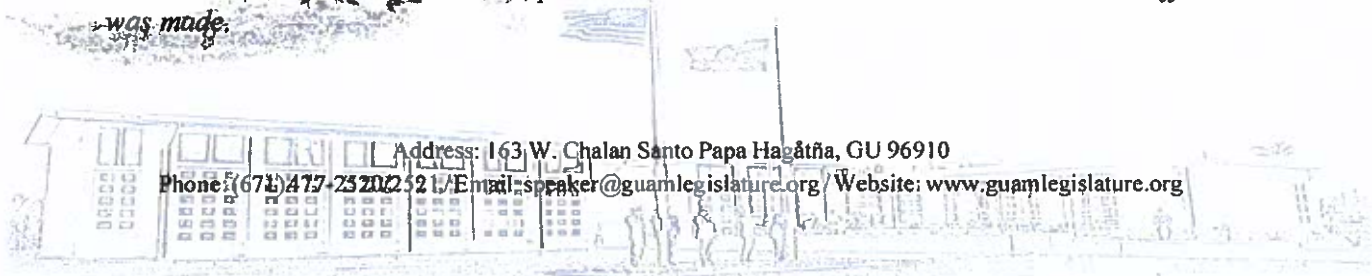 was made.
Address: 163 W. Chalan Santo Papa Hagåtña, GU 96910
Phone: (671) 477-2520/2521 / Email: speaker@guamlegislature.org / Website: www.guamlegislature.org